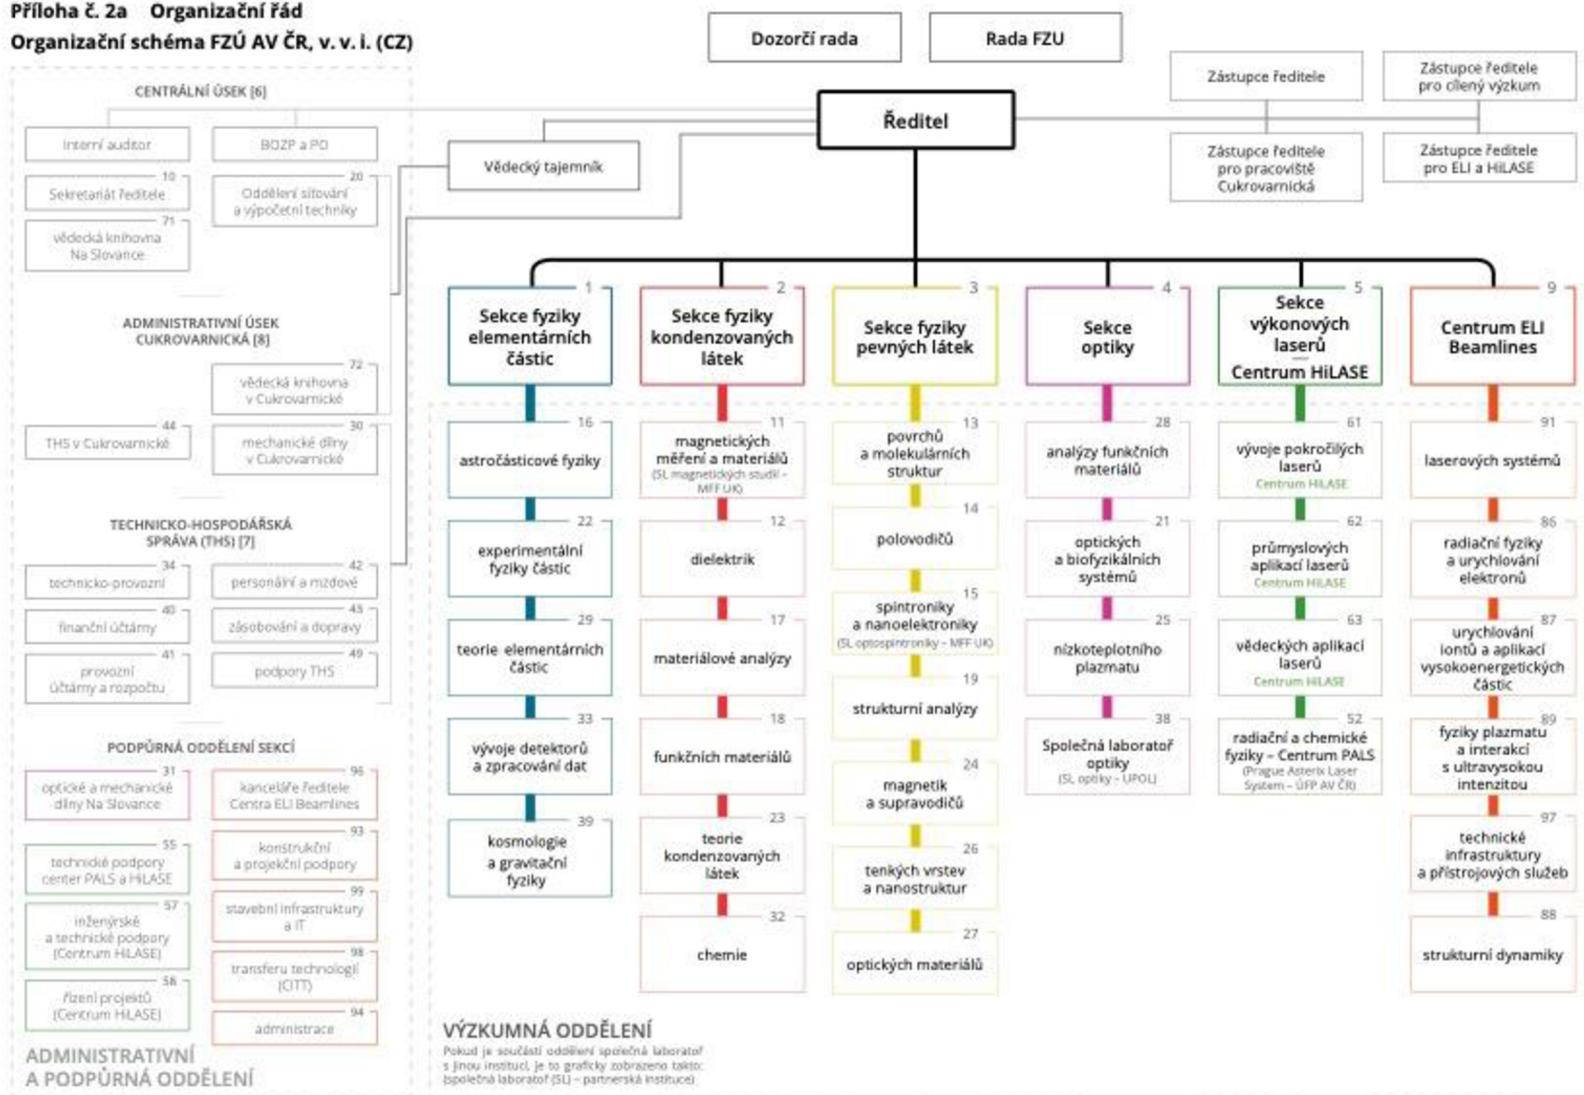 Příloha č. 2a Organizační řád
Organizační schéma FZÚ AV ČR, v. v. i. (CZ)
Dozorčí rada
Rada FZU
Ředitel
Zástupce ředitele
Zástupce ředitele
pro cílený výzkum
Zástupce ředitele
pro pracoviště
Cukrovarnická
Zástupce ředitele
pro ELI a HiLASE
Vědecký tajemník
CENTRÁLNÍ ÚSEK [6]
Interní auditor
BOZP a PO
10
Sekretariát ředitele
20
Oddělení síťování
a výpočetní techniky
71
vědecká knihovna
Na Slovance
ADMINISTRATIVNÍ ÚSEK
CUKROVARNICKÁ [8]
72
vědecká knihovna
v Cukrovarnické
44
THS v Cukrovarnické
30
mechanické dílny
v Cukrovarnické
TECHNICKO-HOSPODÁŘSKÁ
SPRÁVA (THS) [7]
34
technicko-provozní
42
personální a mzdové
40
finanční účtárny
43
zásobování a dopravy
41
provozní
účtárny a rozpočtu
49
podpory THS
PODPŮRNÁ ODDĚLENÍ SEKCÍ
31
optické a mechanické
dílny Na Slovance
96
kanceláře ředitele
Centra ELI Beamlines
55
technické podpory
center PALS a HiLASE
93
konstrukční
a projekční podpory
57
inženýrské
a technické podpory
(Centrum HiLASE)
99
stavební infrastruktury
a IT
58
řízení projektů
(Centrum HiLASE)
98
transferu technologií
(CITT)
94
administrace
ADMINISTRATIVNÍ
A PODPŮRNÁ ODDĚLENÍ
1
Sekce fyziky
elementárních
částic
16
astročásticové fyziky
22
experimentální
fyziky částic
29
teorie elementárních
částic
33
vývoje detektorů
a zpracování dat
39
kosmologie
a gravitační
fyziky
2
Sekce fyziky
kondenzovaných
látek
11
magnetických
měření a materiálů
(SL magnetických studií –
MFF UK)
12
dielektrik
17
materiálové analýzy
18
funkčních materiálů
23
teorie
kondenzovaných
látek
32
chemie
3
Sekce fyziky
pevných látek
13
povrchů
a molekulárních
struktur
14
polovodičů
15
spintroniky
a nanoelektroniky
(SL optospintroniky – MFF UK)
19
strukturní analýzy
24
magnetik
a supravodičů
26
tenkých vrstev
a nanostruktur
27
optických materiálů
4
Sekce
optiky
28
analýzy funkčních
materiálů
21
optických
a biofyzikálních
systémů
25
nízkoteplotního
plazmatu
38
Společná laboratoř
optiky
(SL optiky – UPOL)
5
Sekce
výkonových
laserů
Centrum HiLASE
61
vývoje pokročilých
laserů
Centrum HiLASE
62
průmyslových
aplikací laserů
Centrum HiLASE
63
vědeckých aplikací
laserů
Centrum HiLASE
52
radiační a chemické
fyziky – Centrum PALS
(Prague Asterix Laser
System – ÚFP AV ČR)
9
Centrum ELI
Beamlines
91
laserových systémů
86
radiační fyziky
a urychlování
elektronů
87
urychlování
iontů a aplikací
vysokoenergetických
částic
89
fyziky plazmatu
a interakcí
s ultravysokou
intenzitou
97
technické
infrastruktury
a přístrojových služeb
88
strukturní dynamiky
VÝZKUMNÁ ODDĚLENÍ
Pokud je součástí oddělení společná laboratoř
s jinou institucí, je to graficky zobrazeno takto:
(společná laboratoř (SL) – partnerská instituce)